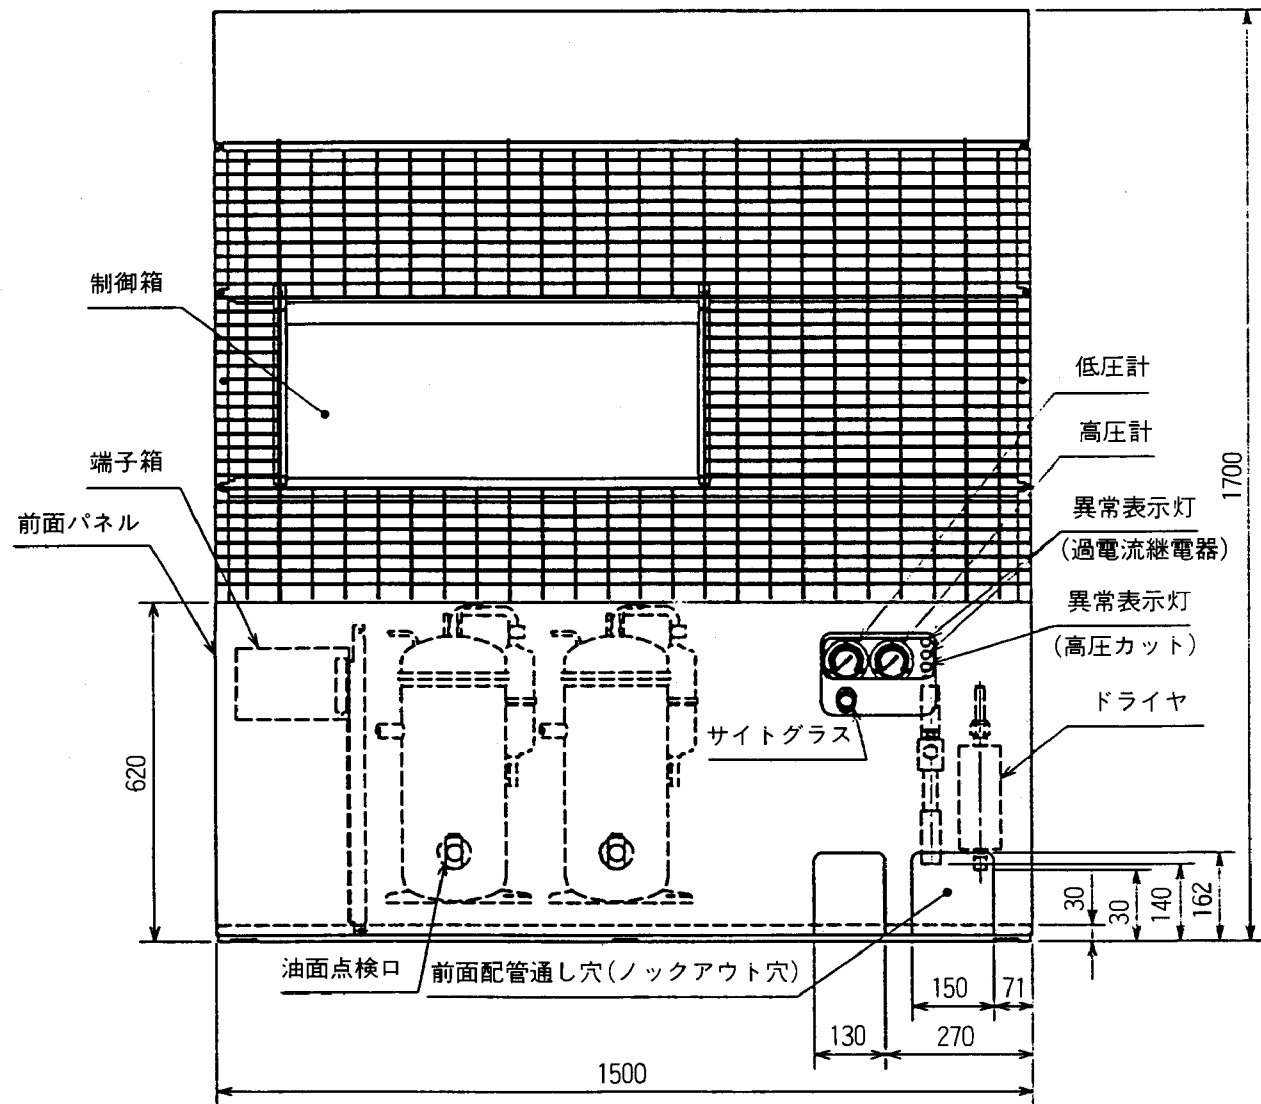 制御箱
端子箱
前面パネル
低圧計
高圧計
異常表示灯
(過電流継電器)
異常表示灯
(高圧カット)
ドライヤ
サイトグラス
油面点検口
前面配管通し穴(ノックアウト穴)
1700
620
30
30
140
162
150
71
130
270
1500